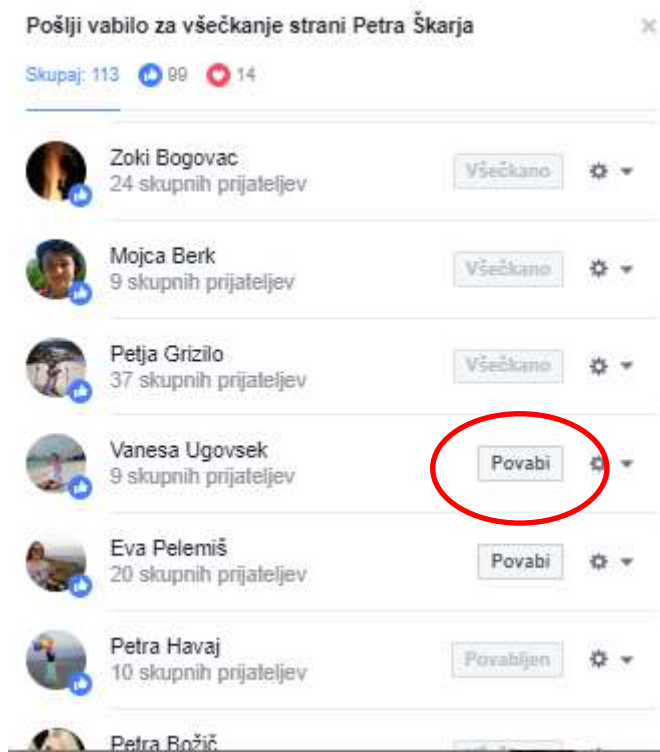 Pošlji vabilo za všečkanje strani Petra Škarja
Skupaj: 113 99 14
Zoki Bogovac
24 skupnih prijateljev
Všečkano
Mojca Berk
9 skupnih prijateljev
Všečkano
Petja Grizilo
37 skupnih prijateljev
Všečkano
Vanesa Ugovsek
9 skupnih prijateljev
Povabi
Eva Pelemiš
20 skupnih prijateljev
Povabi
Petra Havaj
10 skupnih prijateljev
Povabljen
Petra Božič